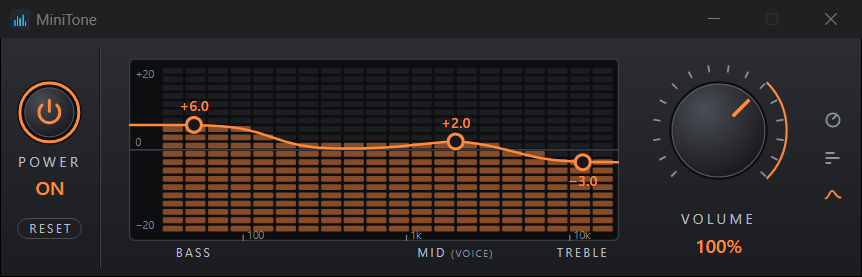 MiniTone
+20
+6.0
+2.0
0
−3.0
−20
100
1k
10k
BASS
MID (VOICE)
TREBLE
POWER
ON
RESET
VOLUME
100%